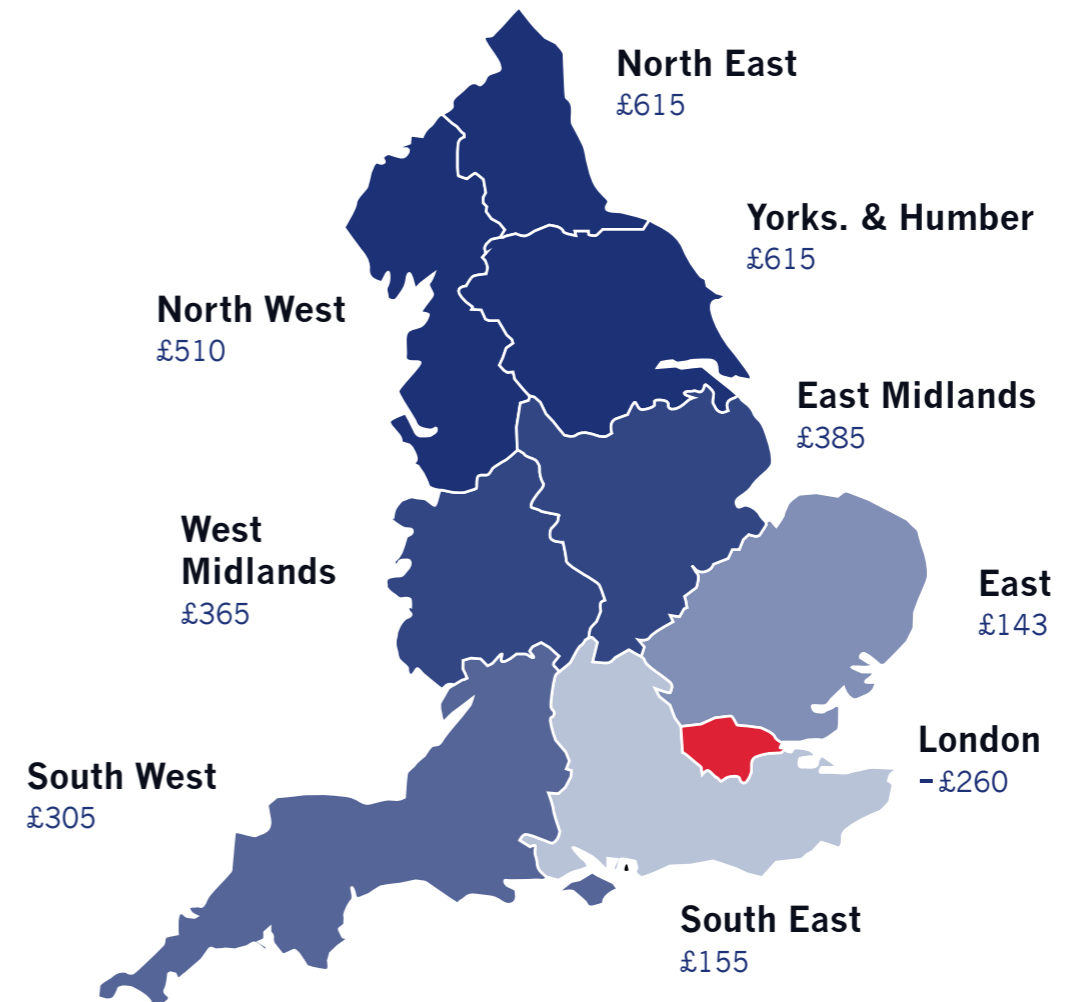 North East
£615
Yorks. & Humber
£615
North West
£510
East Midlands
£385
West
Midlands
£365
East
£143
London
–£260
South West
£305
South East
£155